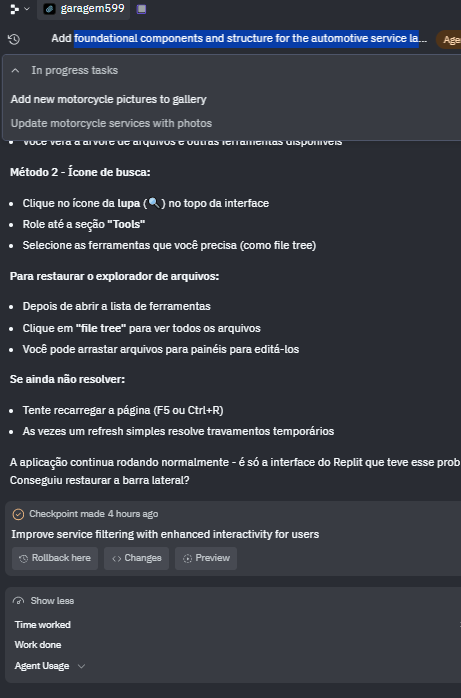 garagem599
Add foundational components and structure for the automotive service la...
Age
In progress tasks
Add new motorcycle pictures to gallery
Update motorcycle services with photos
Você verá a árvore de arquivos e outras ferramentas disponíveis
Método 2 - Ícone de busca:
Clique no ícone da lupa (🔍) no topo da interface
Role até a seção "Tools"
Selecione as ferramentas que você precisa (como file tree)
Para restaurar o explorador de arquivos:
Depois de abrir a lista de ferramentas
Clique em "file tree" para ver todos os arquivos
Você pode arrastar arquivos para painéis para editá-los
Se ainda não resolver:
Tente recarregar a página (F5 ou Ctrl+R)
As vezes um refresh simples resolve travamentos temporários
A aplicação continua rodando normalmente - é só a interface do Replit que teve esse prob
Conseguiu restaurar a barra lateral?
Checkpoint made 4 hours ago
Improve service filtering with enhanced interactivity for users
Rollback here
Changes
Preview
Show less
Time worked
Work done
Agent Usage